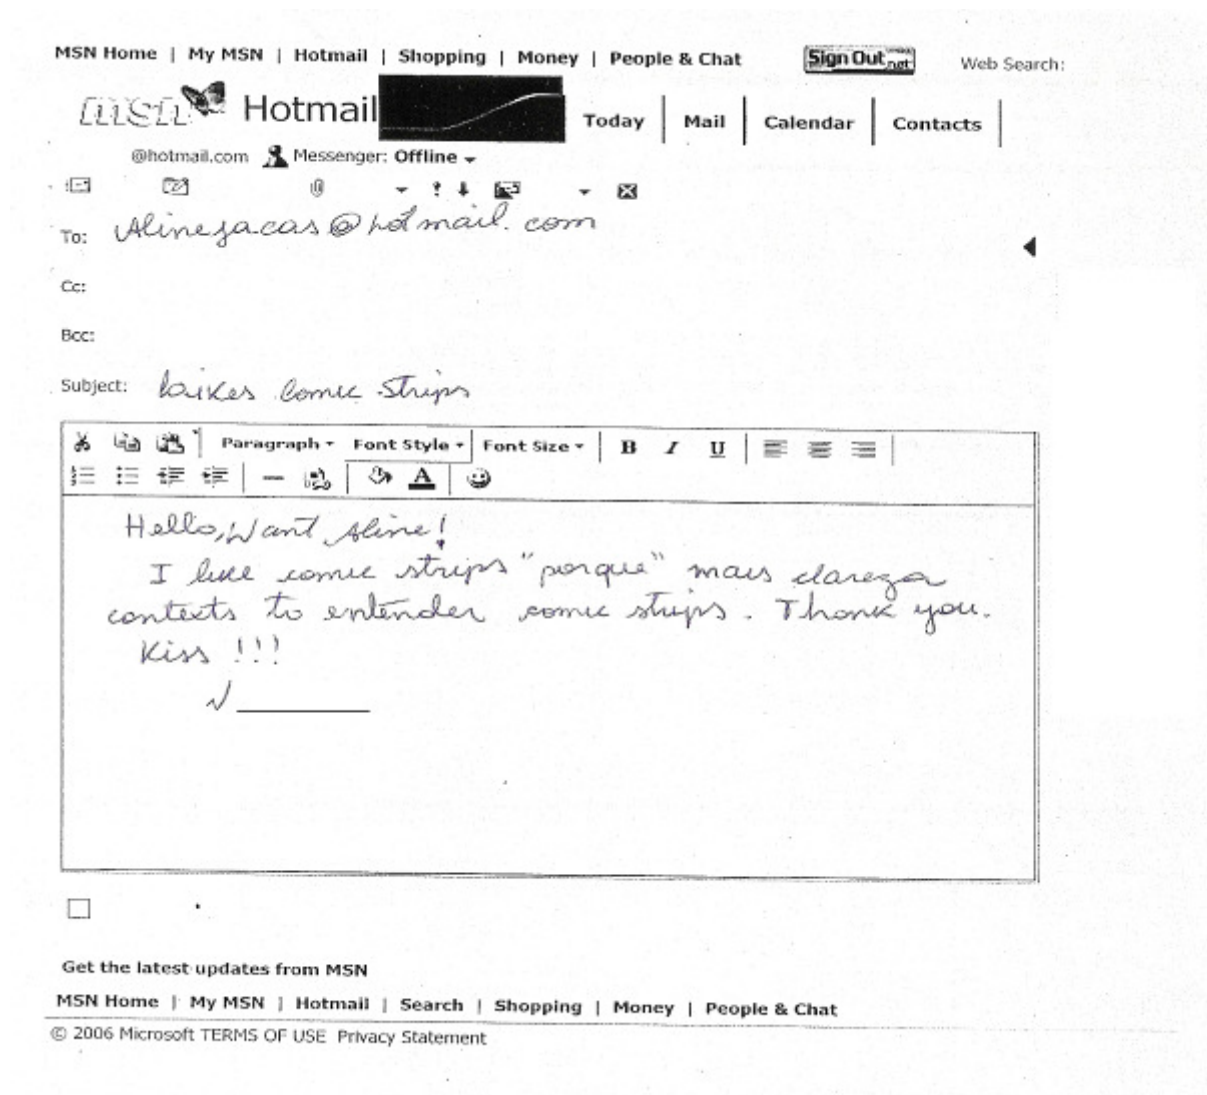 MSN Home | My MSN | Hotmail | Shopping | Money | People & Chat
Sign Out.net
Web Search:
msn Hotmail
Today | Mail | Calendar | Contacts
@hotmail.com Messenger: Offline
To: Alinejacas@hotmail.com
Cc:
Bcc:
Subject: laikes Comic Strips
Paragraph Font Style Font Size B I U
A
Hello, Want Aline!
I like comic strips "porque" mais clareza
contexts to entender comic strips. Thank you.
Kiss !!!
Get the latest updates from MSN
MSN Home | My MSN | Hotmail | Search | Shopping | Money | People & Chat
© 2006 Microsoft TERMS OF USE Privacy Statement